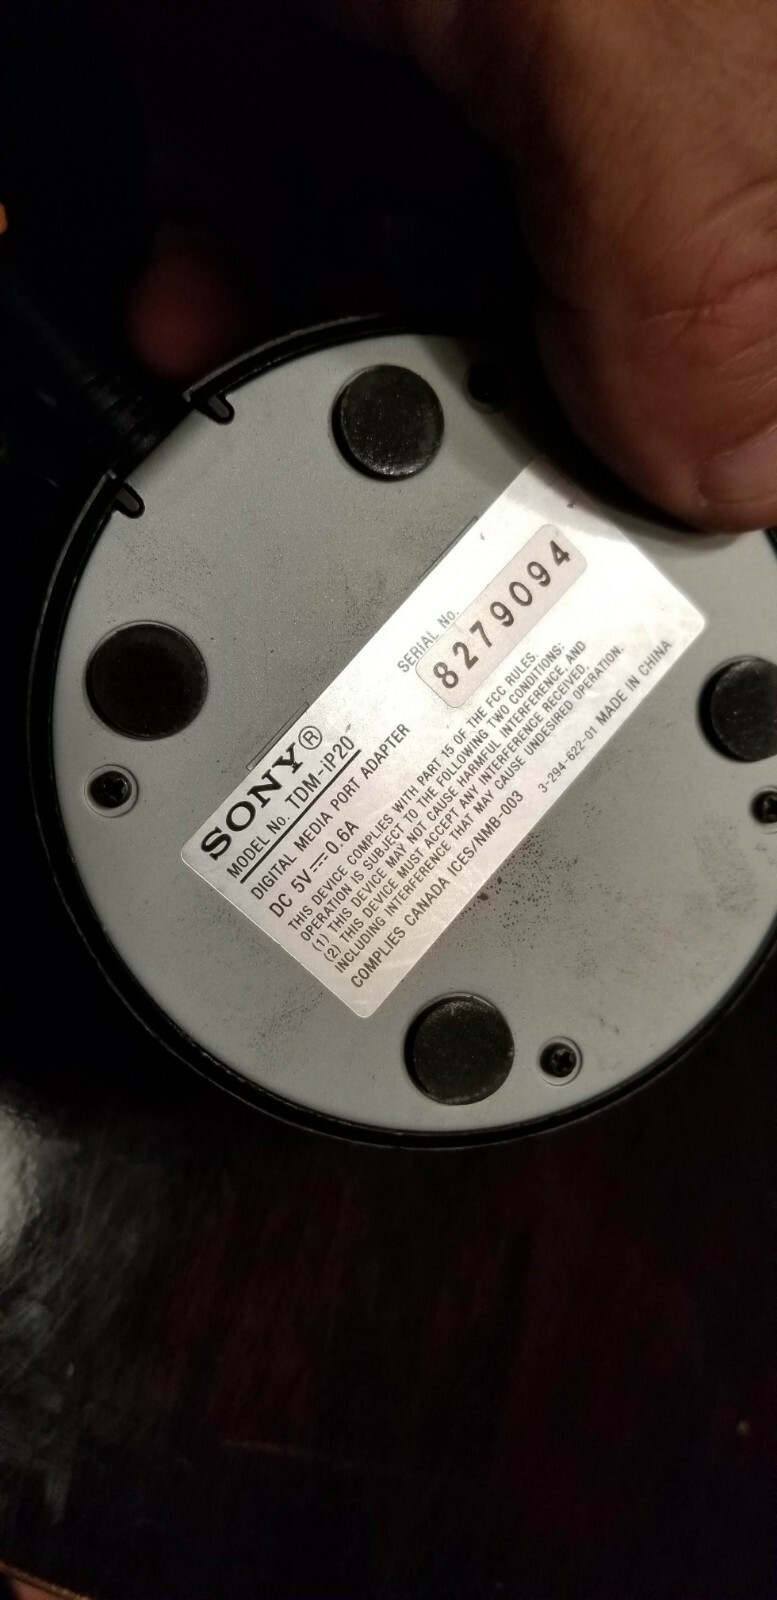 SONY®
MODEL No. TDM-iP20
DIGITAL MEDIA PORT ADAPTER
DC 5V⎓ 0.6A
SERIAL No.
8279094
THIS DEVICE COMPLIES WITH PART 15 OF THE FCC RULES.
OPERATION IS SUBJECT TO THE FOLLOWING TWO CONDITIONS:
(1) THIS DEVICE MAY NOT CAUSE HARMFUL INTERFERENCE, AND
(2) THIS DEVICE MUST ACCEPT ANY INTERFERENCE RECEIVED,
INCLUDING INTERFERENCE THAT MAY CAUSE UNDESIRED OPERATION.
COMPLIES CANADA ICES/NMB-003 3-294-622-01 MADE IN CHINA